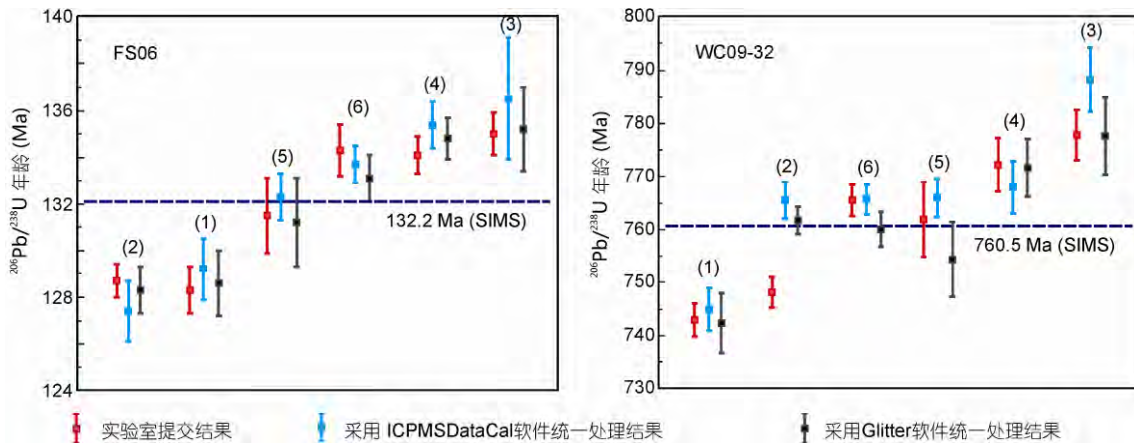 140
FS06
(3)
(4)
136
(6)
(5)
132
132.2 Ma (SIMS)
(1)
(2)
128
124
²⁰⁶Pb/²³⁸U 年龄 (Ma)
800
WC09-32
(3)
790
780
(4)
(2)
(6)
(5)
770
760
760.5 Ma (SIMS)
750
(1)
740
730
²⁰⁶Pb/²³⁸U 年龄 (Ma)
实验室提交结果
采用 ICPMSDataCal软件统一处理结果
采用Glitter软件统一处理结果